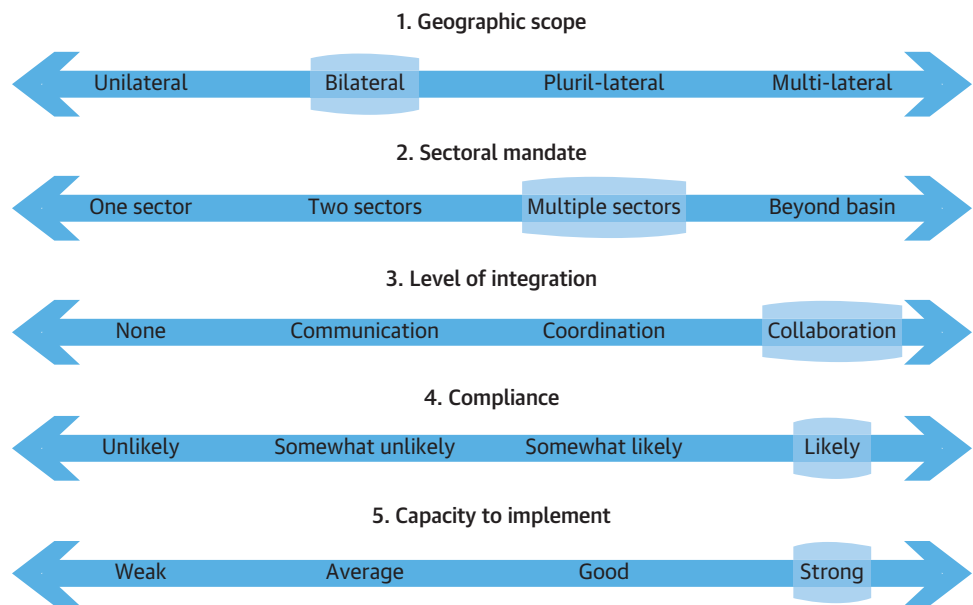 1. Geographic scope
Unilateral Bilateral Pluril-lateral Multi-lateral
2. Sectoral mandate
One sector Two sectors Multiple sectors Beyond basin
3. Level of integration
None Communication Coordination Collaboration
4. Compliance
Unlikely Somewhat unlikely Somewhat likely Likely
5. Capacity to implement
Weak Average Good Strong